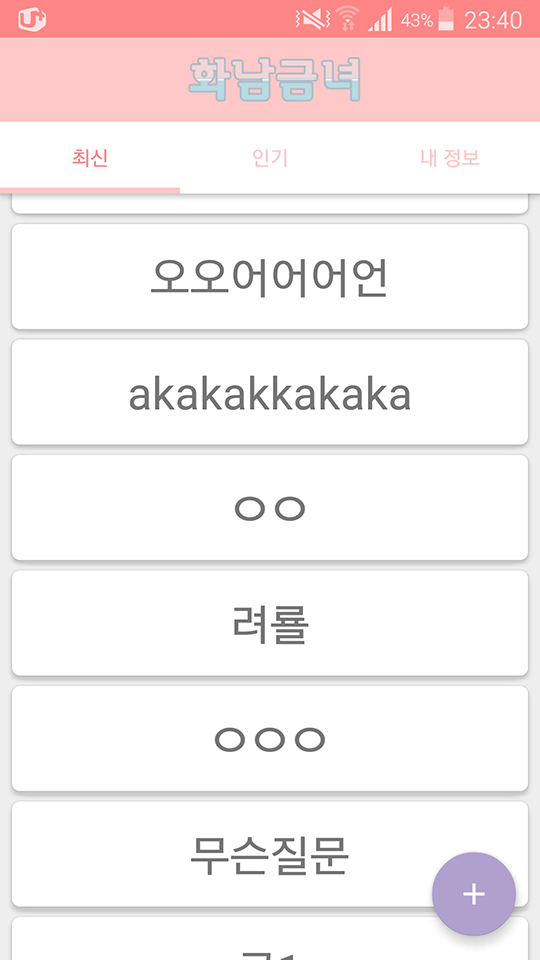 43% 23:40
화남금녀
최신 인기 내 정보
오오어어어언
akakakkakaka
ㅇㅇ
려률
ㅇㅇㅇ
무슨질문
+